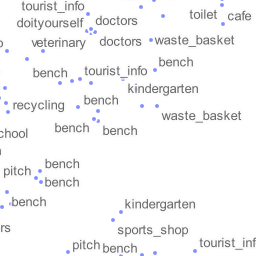 tourist_info
toilet
cafe
doityourself
doctors
veterinary
doctors
waste_basket
bench
tourist_info
bench
kindergarten
recycling
bench
waste_basket
chool
bench
bench
bench
pitch
bench
bench
kindergarten
rs
sports_shop
pitch
bench
tourist_inf